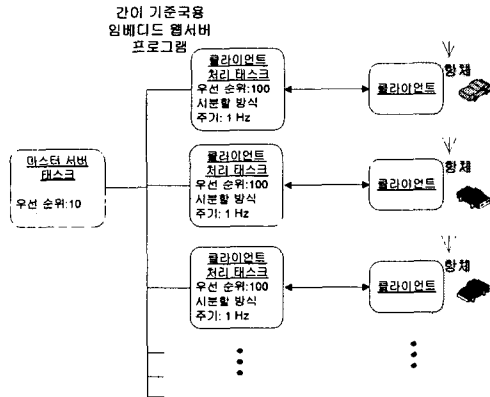 간이 기준국용
임베디드 웹서버
프로그램
마스터 서버
태스크
우선 순위:10
클라이언트
처리 태스크
우선 순위:100
시분할 방식
주기: 1 Hz
클라이언트
항체
클라이언트
처리 태스크
우선 순위:100
시분할 방식
주기: 1 Hz
클라이언트
항체
클라이언트
처리 태스크
우선 순위:100
시분할 방식
주기: 1 Hz
클라이언트
항체